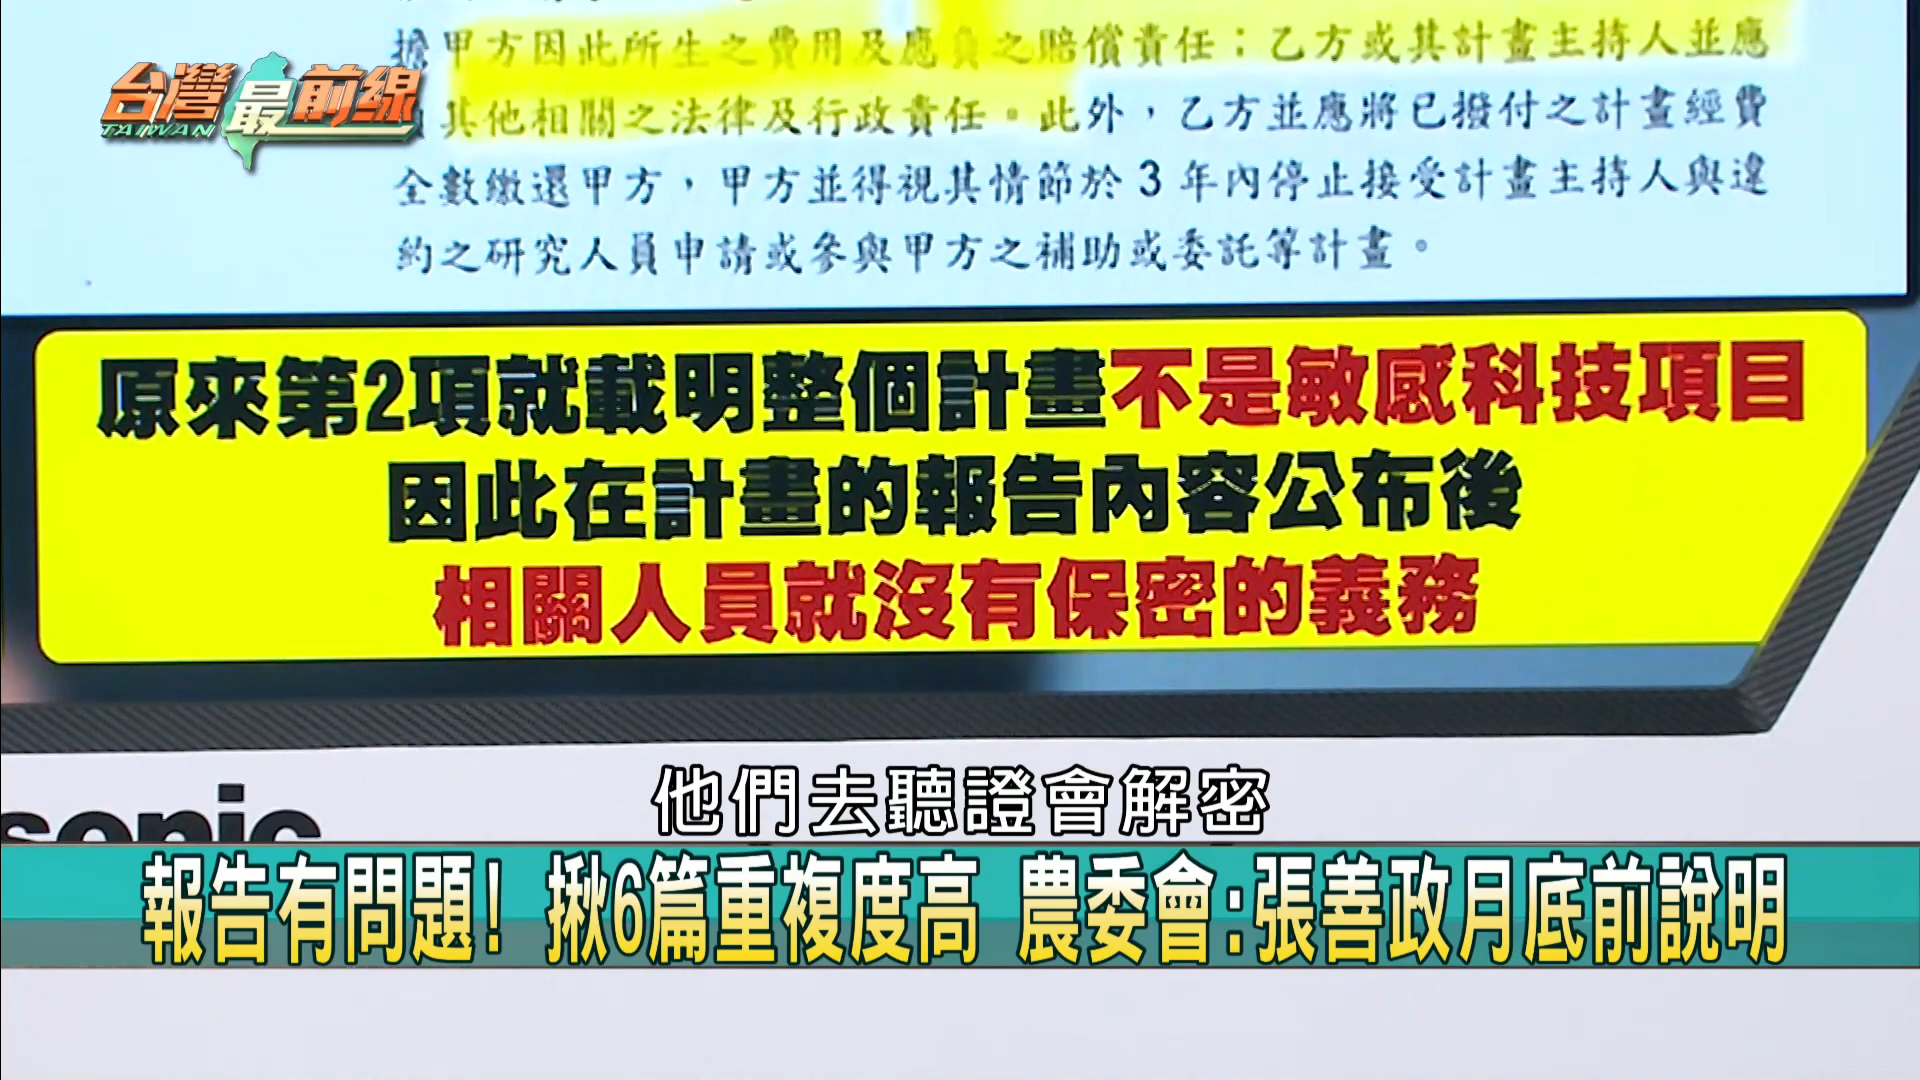 擔甲方因此所生之費用及應負之賠償責任；乙方或其計畫主持人並應
其他相關之法律及行政責任。此外，乙方並應將已撥付之計畫經費
全數繳還甲方，甲方並得視其情節於3年內停止接受計畫主持人與違
約之研究人員申請或參與甲方之補助或委託等計畫。
台灣最前線
TAIWAN
原來第2項就載明整個計畫不是敏感科技項目
因此在計畫的報告內容公布後
相關人員就沒有保密的義務
sonic
他們去聽證會解密
報告有問題! 揪6篇重複度高 農委會:張善政月底前說明